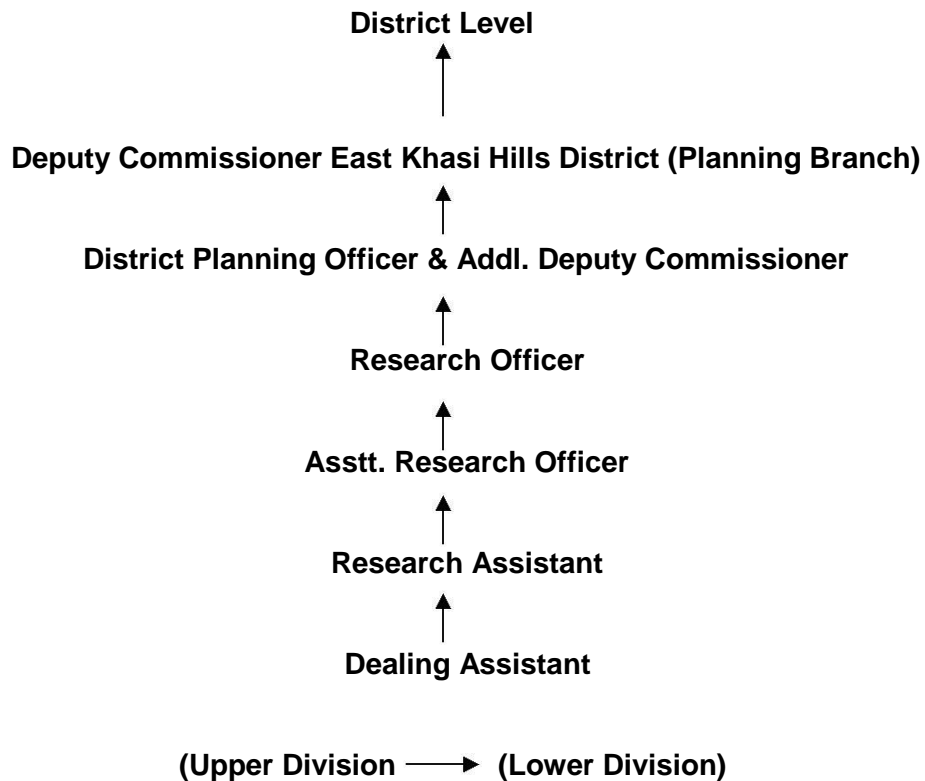 District Level
Deputy Commissioner East Khasi Hills District (Planning Branch)
District Planning Officer & Addl. Deputy Commissioner
Research Officer
Asstt. Research Officer
Research Assistant
Dealing Assistant
(Upper Division → (Lower Division)